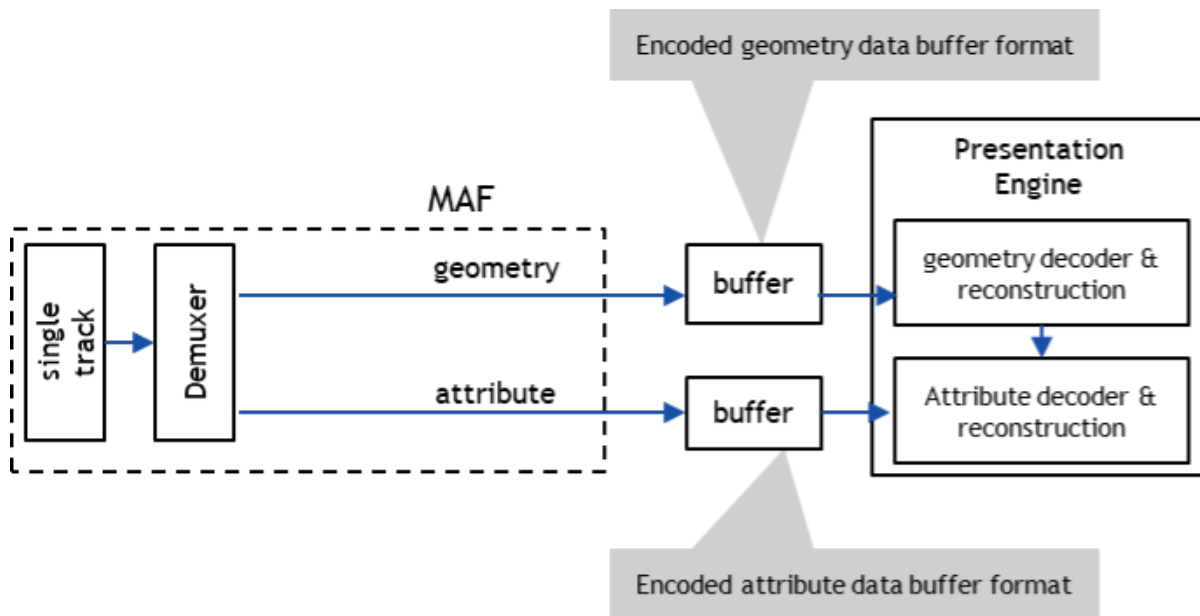 Encoded geometry data buffer format
Presentation
Engine
MAF
single
track
Demuxer
geometry
buffer
geometry decoder &
reconstruction
attribute
buffer
Attribute decoder &
reconstruction
Encoded attribute data buffer format